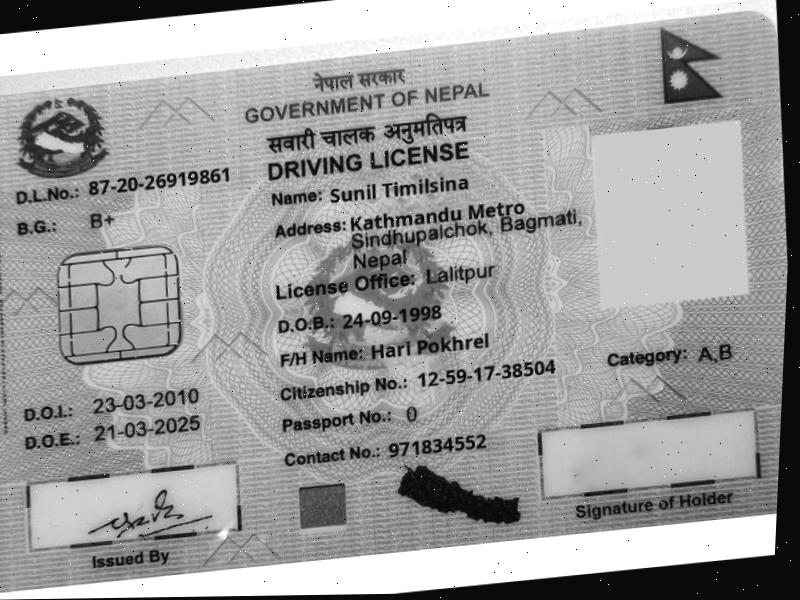 नेपाल सरकार
GOVERNMENT OF NEPAL
सवारी चालक अनुमतिपत्र
DRIVING LICENSE
D.L.No.: 87-20-26919861
B.G.: B+
Name: Sunil Timilsina
Address: Kathmandu Metro
Sindhupalchok, Bagmati,
Nepal
License Office: Lalitpur
D.O.B.: 24-09-1998
F/H Name: Hari Pokhrel
Citizenship No.: 12-59-17-38504
Passport No.: 0
Contact No.: 971834552
Category: A,B
D.O.I.: 23-03-2010
D.O.E.: 21-03-2025
Issued By
Signature of Holder